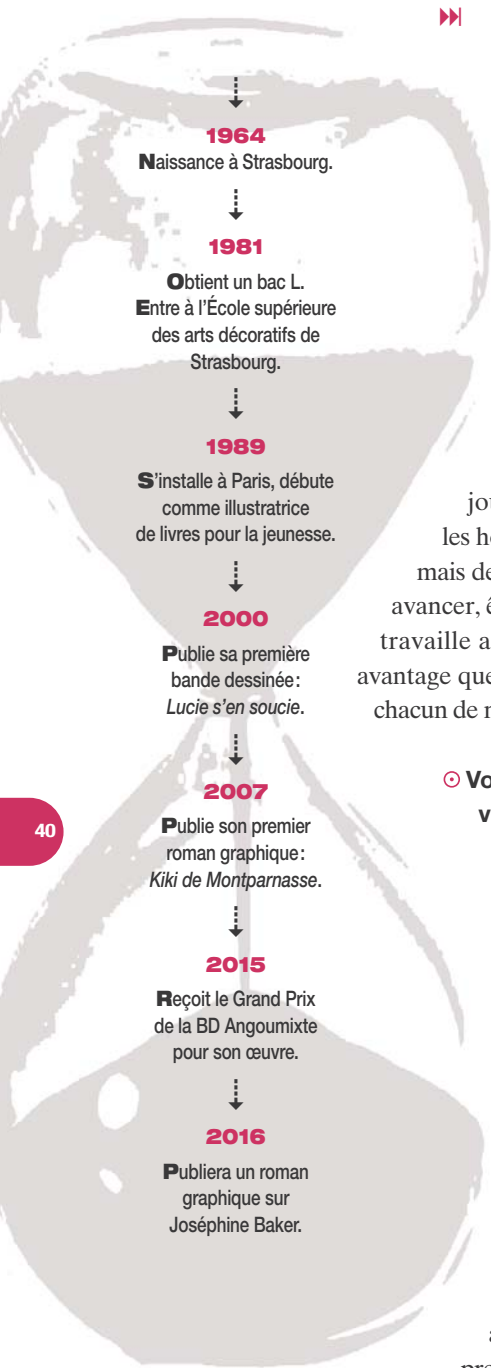 1964
Naissance à Strasbourg.
1981
Obtient un bac L.
Entre à l'École supérieure
des arts décoratifs de
Strasbourg.
1989
S'installe à Paris, débute
comme illustratrice
de livres pour la jeunesse.
2000
Publie sa première
bande dessinée :
Lucie s'en soucie.
2007
Publie son premier
roman graphique :
Kiki de Montparnasse.
2015
Reçoit le Grand Prix
de la BD Angoumixte
pour son œuvre.
2016
Publiera un roman
graphique sur
Joséphine Baker.
40
les
mais
avancer,
travaille
avantage que
chacun de